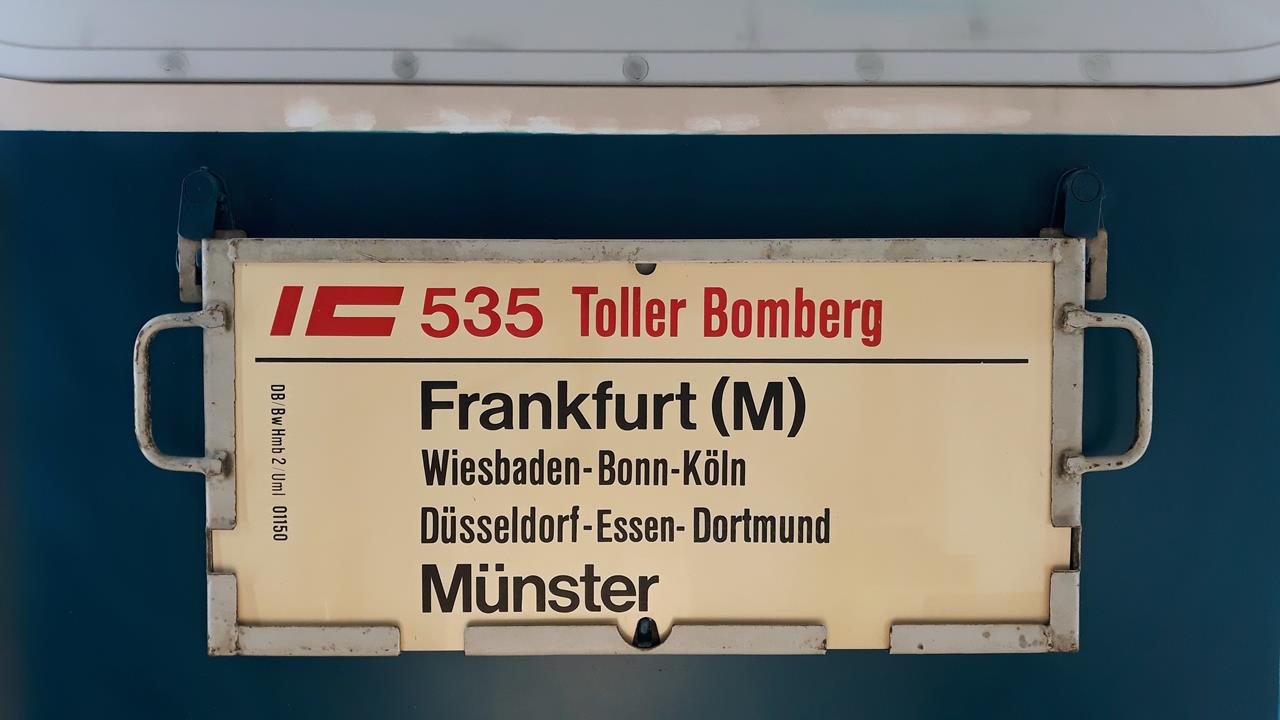 IC 535 Toller Bomberg
Frankfurt (M)
Wiesbaden-Bonn-Köln
Düsseldorf-Essen-Dortmund
Münster
DB/Bw Hmb 2/Uml 01150